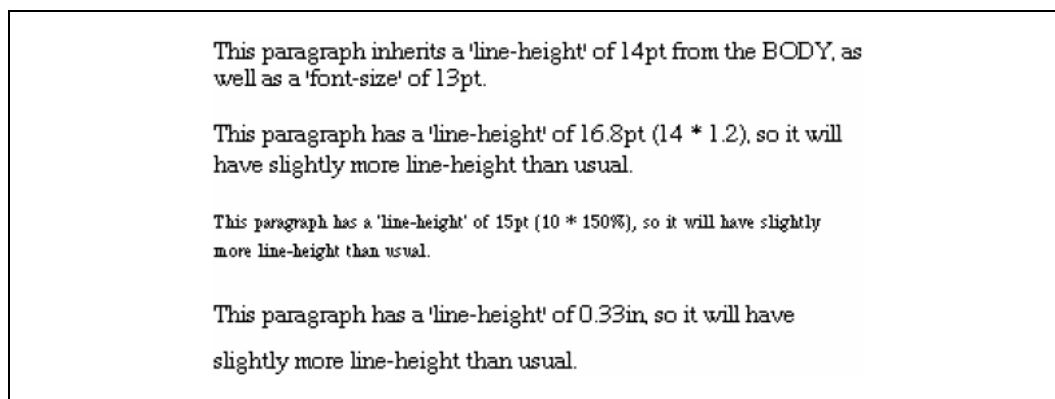 This paragraph inherits a 'line-height' of 14pt from the BODY, as
well as a 'font-size' of 13pt.
This paragraph has a 'line-height' of 16.8pt (14 * 1.2), so it will
have slightly more line-height than usual.
This paragraph has a 'line-height' of 15pt (10 * 150%), so it will have slightly
more line-height than usual.
This paragraph has a 'line-height' of 0.33in, so it will have
slightly more line-height than usual.